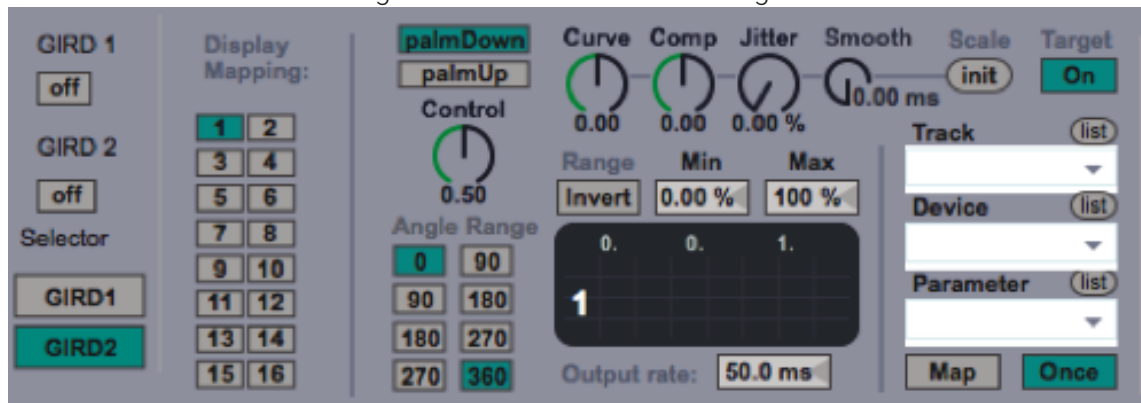 GIRD 1
off
GIRD 2
off
Selector
GIRD1
GIRD2
Display
Mapping:
1 2
3 4
5 6
7 8
9 10
11 12
13 14
15 16
palmDown
palmUp
Control
0.50
Angle Range
0 90
90 180
180 270
270 360
Curve Comp Jitter Smooth Scale Target
init On
0.00 0.00 0.00 % 0.00 ms
Range Min Max
Invert 0.00 % 100 %
0. 0. 1.
1
Output rate: 50.0 ms
Track list
Device list
Parameter list
Map Once